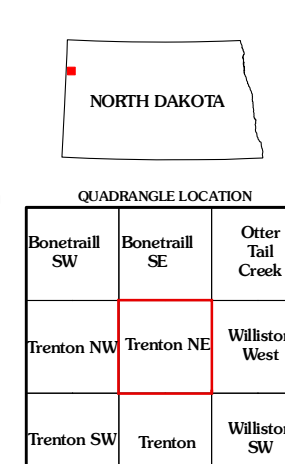 NORTH DAKOTA
QUADRANGLE LOCATION
Bonetraill
SW
Bonetraill
SE
Otter
Tail
Creek
Trenton NW
Trenton NE
Williston
West
Trenton SW
Trenton
Williston
SW